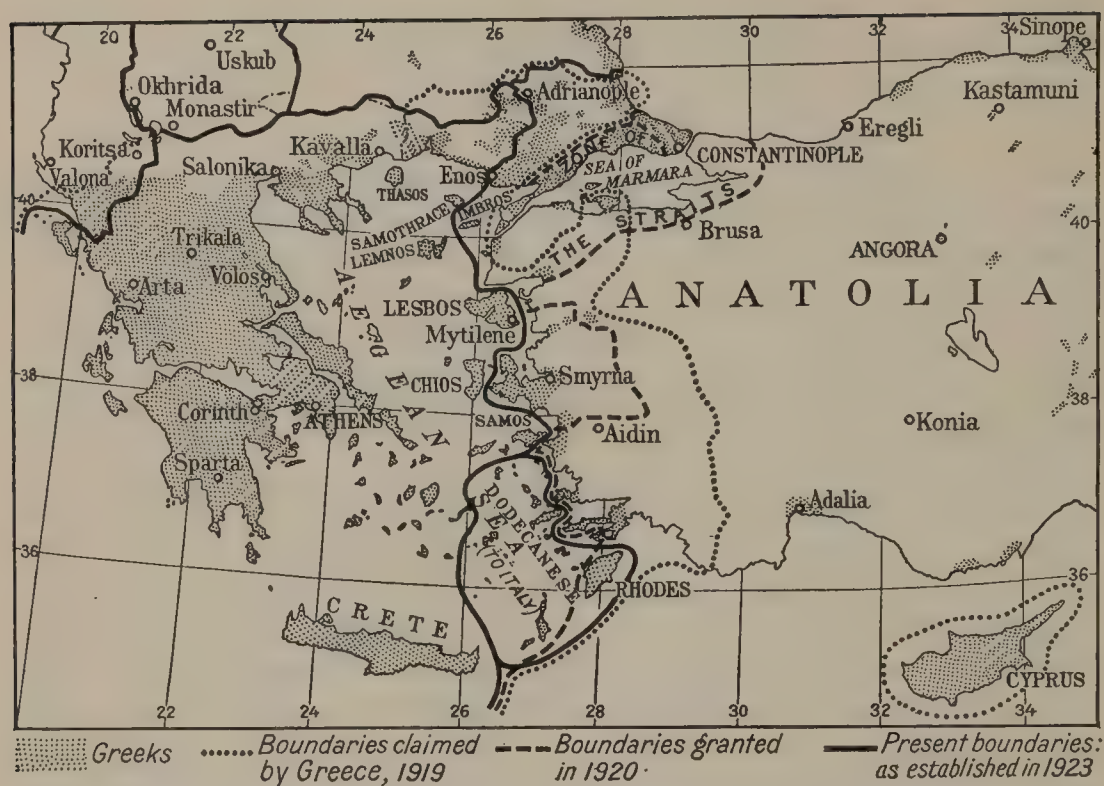 20 22 24 26 28 30 32 34
Sinope
Uskub
Okhrida
Monastir
Adrianople
Kastamuni
Eregli
Koritsa
Kavalla
ZONE OF
CONSTANTINOPLE
Valona
Salonika
Enos
SEA OF
MARMARA
THASOS
40
SAMOTHRACE
IMBROS
THE STRAITS
40
Trikala
LEMNOS
Brusa
ANGORA
Arta
Volos
AEGEAN
SEA
LESBOS
ANATOLIA
Mytilene
38
CHIOS
Smyrna
38
Corinth
ATHENS
SAMOS
Aidin
Konia
Sparta
Adalia
DODECANESE
(TO ITALY)
36
RHODES
36
CRETE
CYPRUS
22 24 26 28 30 32 34
Greeks
Boundaries claimed
by Greece, 1919
Boundaries granted
in 1920.
Present boundaries:
as established in 1923